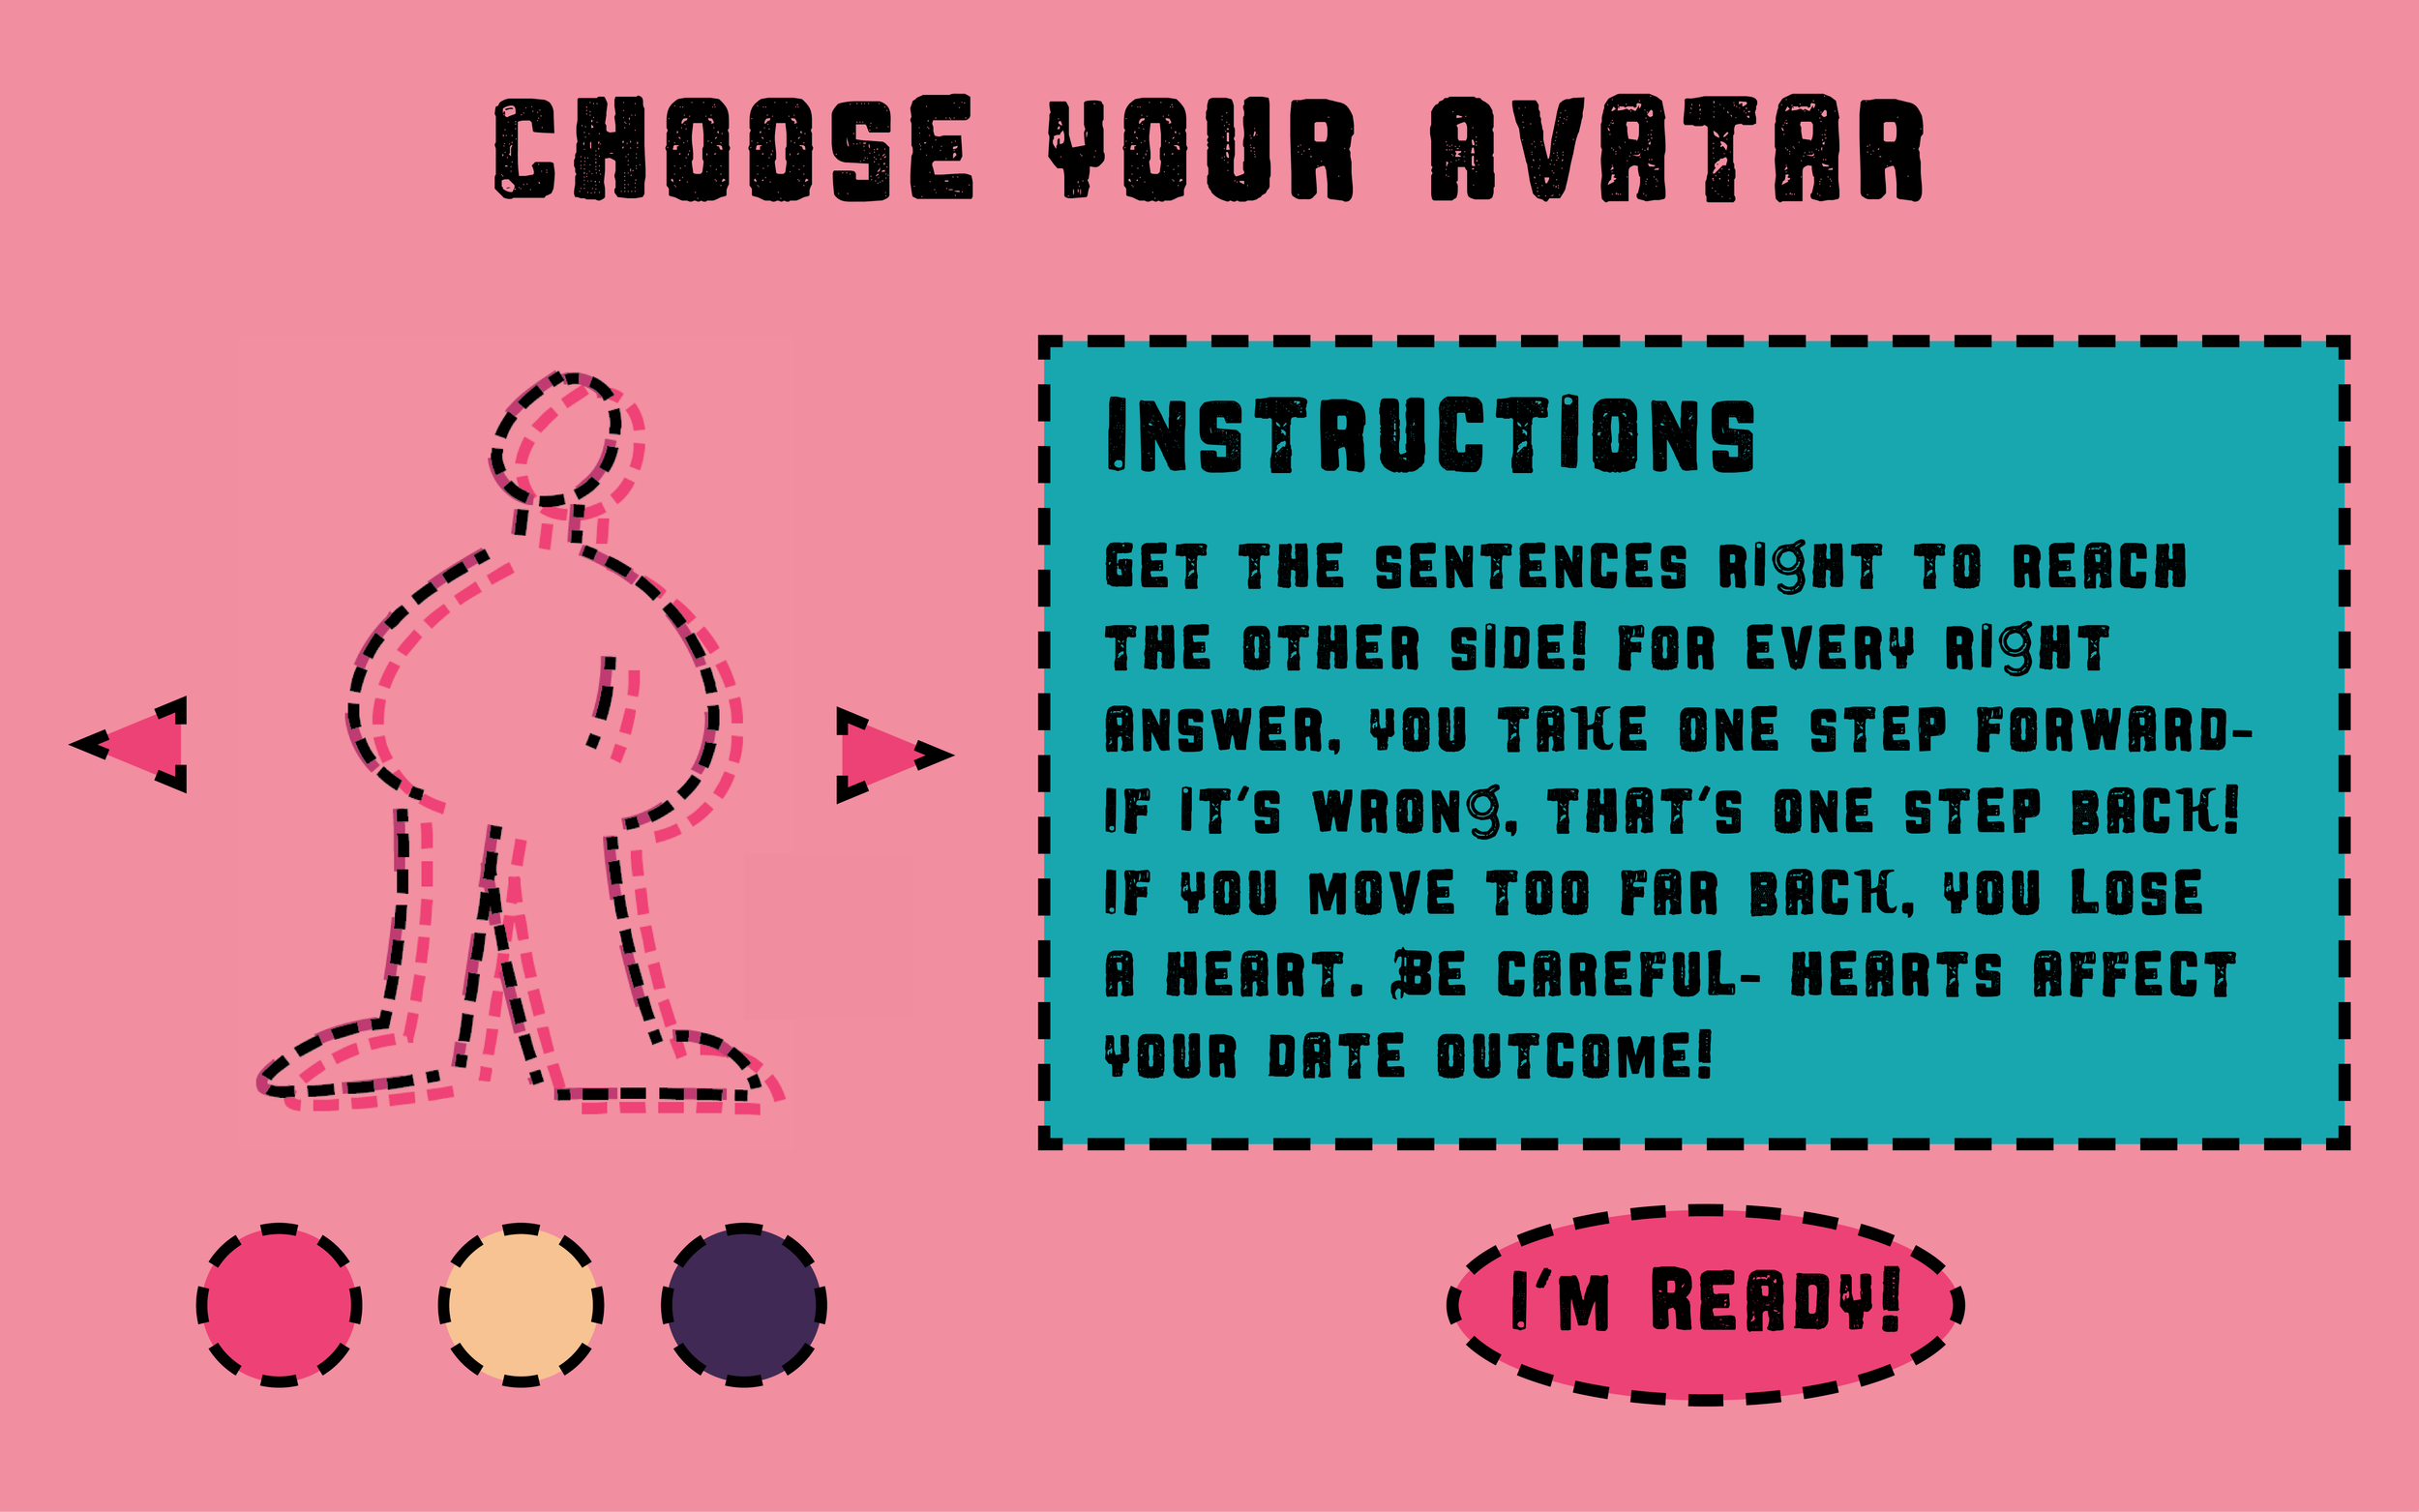 CHOOSE YOUR AVATAR
INSTRUCTIONS
GET THE SENTENCES RIgHT TO REACH
THE OTHER SIDE! FOR EVERY RIgHT
ANSWER, YOU TAKE ONE STEP FORWARD-
IF IT'S WRONg, THAT'S ONE STEP BACK!
IF YOU MOVE TOO FAR BACK, YOU LOSE
A HEART. BE CAREFUL- HEARTS AFFECT
YOUR DATE OUTCOME!
I'M READY!